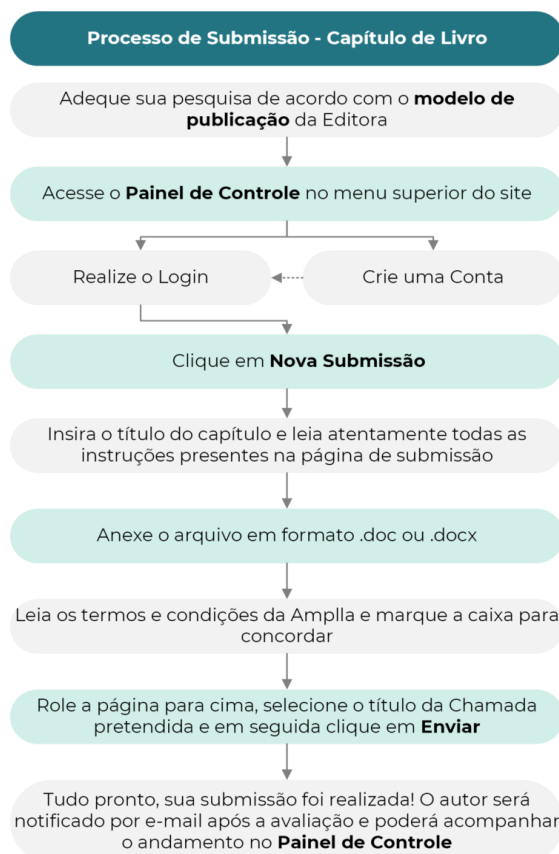 Processo de Submissão - Capítulo de Livro
Adeque sua pesquisa de acordo com o modelo de
publicação da Editora
Acesse o Painel de Controle no menu superior do site
Realize o Login
Crie uma Conta
Clique em Nova Submissão
Insira o título do capítulo e leia atentamente todas as
instruções presentes na página de submissão
Anexe o arquivo em formato .doc ou .docx
Leia os termos e condições da Amplla e marque a caixa para
concordar
Role a página para cima, selecione o título da Chamada
pretendida e em seguida clique em Enviar
Tudo pronto, sua submissão foi realizada! O autor será
notificado por e-mail após a avaliação e poderá acompanhar
o andamento no Painel de Controle